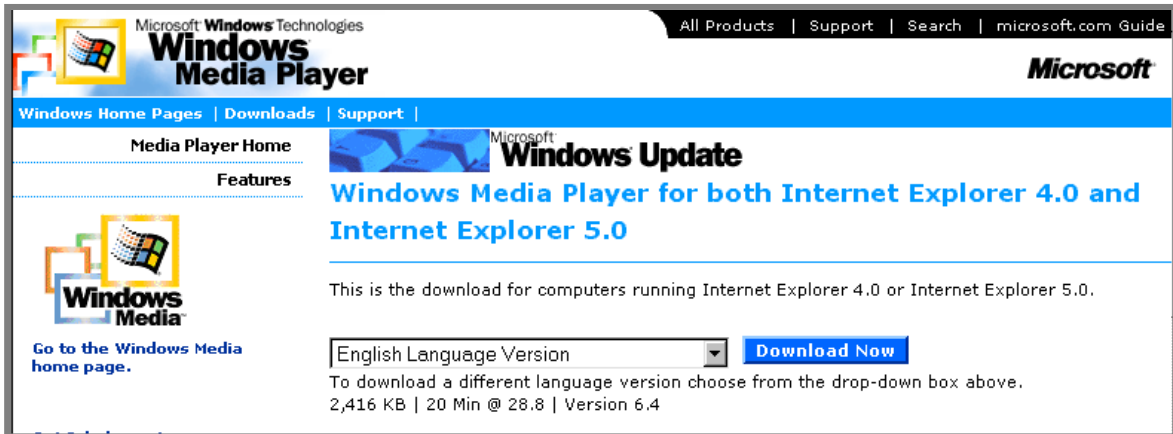 Microsoft Windows Technologies
Windows
Media Player
All Products | Support | Search | microsoft.com Guide
Microsoft
Windows Home Pages | Downloads | Support |
Media Player Home
Features
Windows
Media
Go to the Windows Media
home page.
Microsoft
Windows Update
Windows Media Player for both Internet Explorer 4.0 and
Internet Explorer 5.0
This is the download for computers running Internet Explorer 4.0 or Internet Explorer 5.0.
English Language Version
Download Now
To download a different language version choose from the drop-down box above.
2,416 KB | 20 Min @ 28.8 | Version 6.4